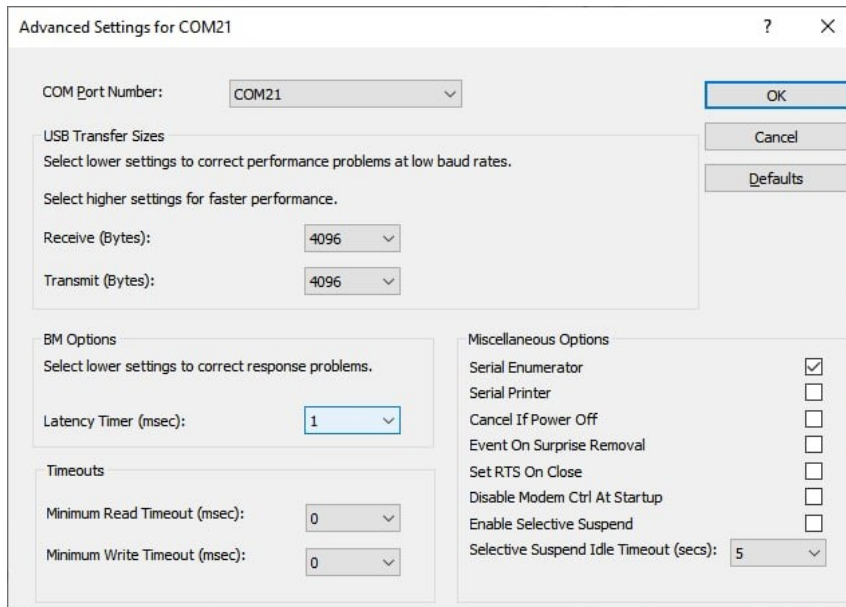 Advanced Settings for COM21
?
COM Port Number:
COM21
OK
Cancel
Defaults
USB Transfer Sizes
Select lower settings to correct performance problems at low baud rates.
Select higher settings for faster performance.
Receive (Bytes):
4096
Transmit (Bytes):
4096
BM Options
Select lower settings to correct response problems.
Latency Timer (msec):
1
Timeouts
Minimum Read Timeout (msec):
0
Minimum Write Timeout (msec):
0
Miscellaneous Options
Serial Enumerator
Serial Printer
Cancel If Power Off
Event On Surprise Removal
Set RTS On Close
Disable Modem Ctrl At Startup
Enable Selective Suspend
Selective Suspend Idle Timeout (secs):
5